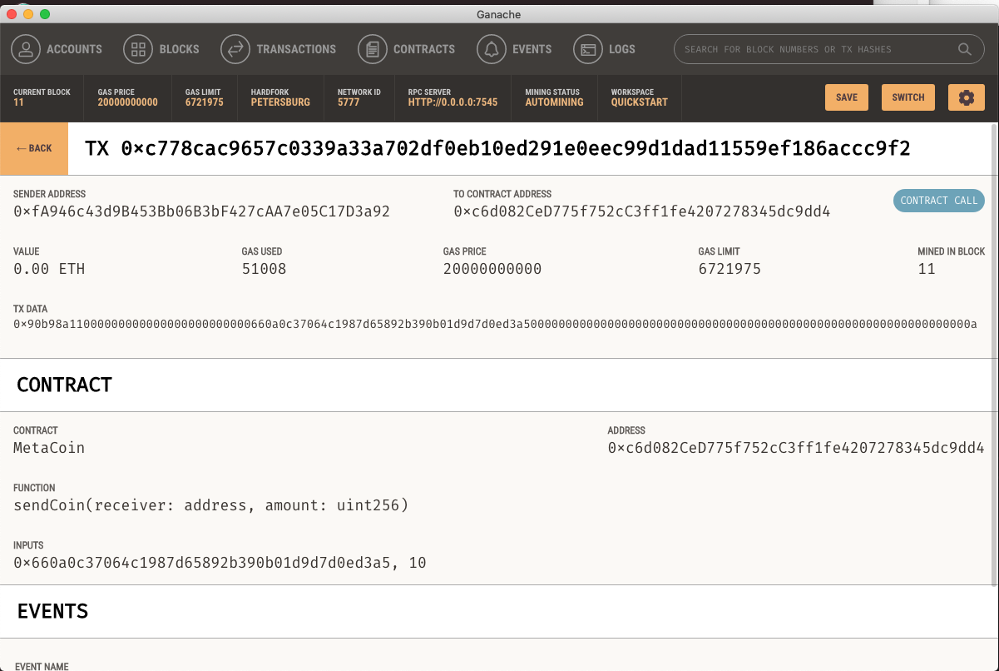 Ganache
ACCOUNTS BLOCKS TRANSACTIONS CONTRACTS EVENTS LOGS SEARCH FOR BLOCK NUMBERS OR TX HASHES
CURRENT BLOCK GAS PRICE GAS LIMIT HARDFORK NETWORK ID RPC SERVER MINING STATUS WORKSPACE
11 20000000000 6721975 PETERSBURG 5777 HTTP://0.0.0.0:7545 AUTOMINING QUICKSTART
SAVE SWITCH
←BACK TX 0xc778cac9657c0339a33a702df0eb10ed291e0eec99d1dad11559ef186accc9f2
SENDER ADDRESS TO CONTRACT ADDRESS
0xfA946c43d9B453Bb06B3bF427cAA7e05C17D3a92 0xc6d082CeD775f752cC3ff1fe4207278345dc9dd4 CONTRACT CALL
VALUE GAS USED GAS PRICE GAS LIMIT MINED IN BLOCK
0.00 ETH 51008 20000000000 6721975 11
TX DATA
0x90b98a11000000000000000000000000660a0c37064c1987d65892b390b01d9d7d0ed3a5000000000000000000000000000000000000000000000000000000000000000a
CONTRACT
CONTRACT ADDRESS
MetaCoin 0xc6d082CeD775f752cC3ff1fe4207278345dc9dd4
FUNCTION
sendCoin(receiver: address, amount: uint256)
INPUTS
0x660a0c37064c1987d65892b390b01d9d7d0ed3a5, 10
EVENTS
EVENT NAME